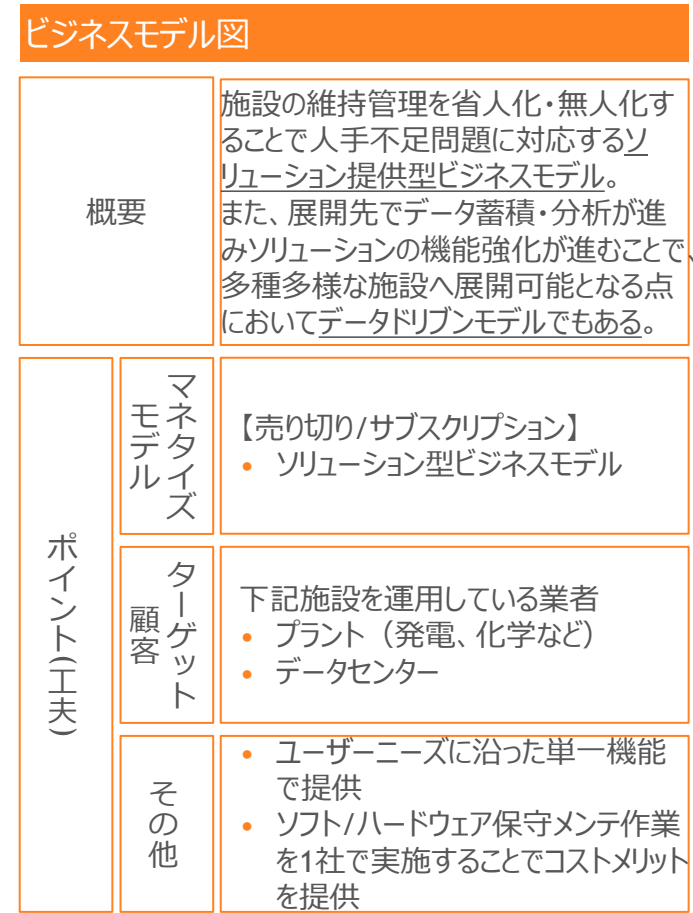 ビジネスモデル図
概要
施設の維持管理を省人化・無人化す
ることで人手不足問題に対応するソ
リューション提供型ビジネスモデル。
また、展開先でデータ蓄積・分析が進
みソリューションの機能強化が進むことで、
多種多様な施設へ展開可能となる点
においてデータドリブンモデルでもある。
ポイント(工夫)
マネタイズ
モデル
【売り切り/サブスクリプション】
• ソリューション型ビジネスモデル
ターゲット
顧客
下記施設を運用している業者
• プラント（発電、化学など）
• データセンター
その他
• ユーザーニーズに沿った単一機能
で提供
• ソフト/ハードウェア保守メンテ作業
を1社で実施することでコストメリット
を提供